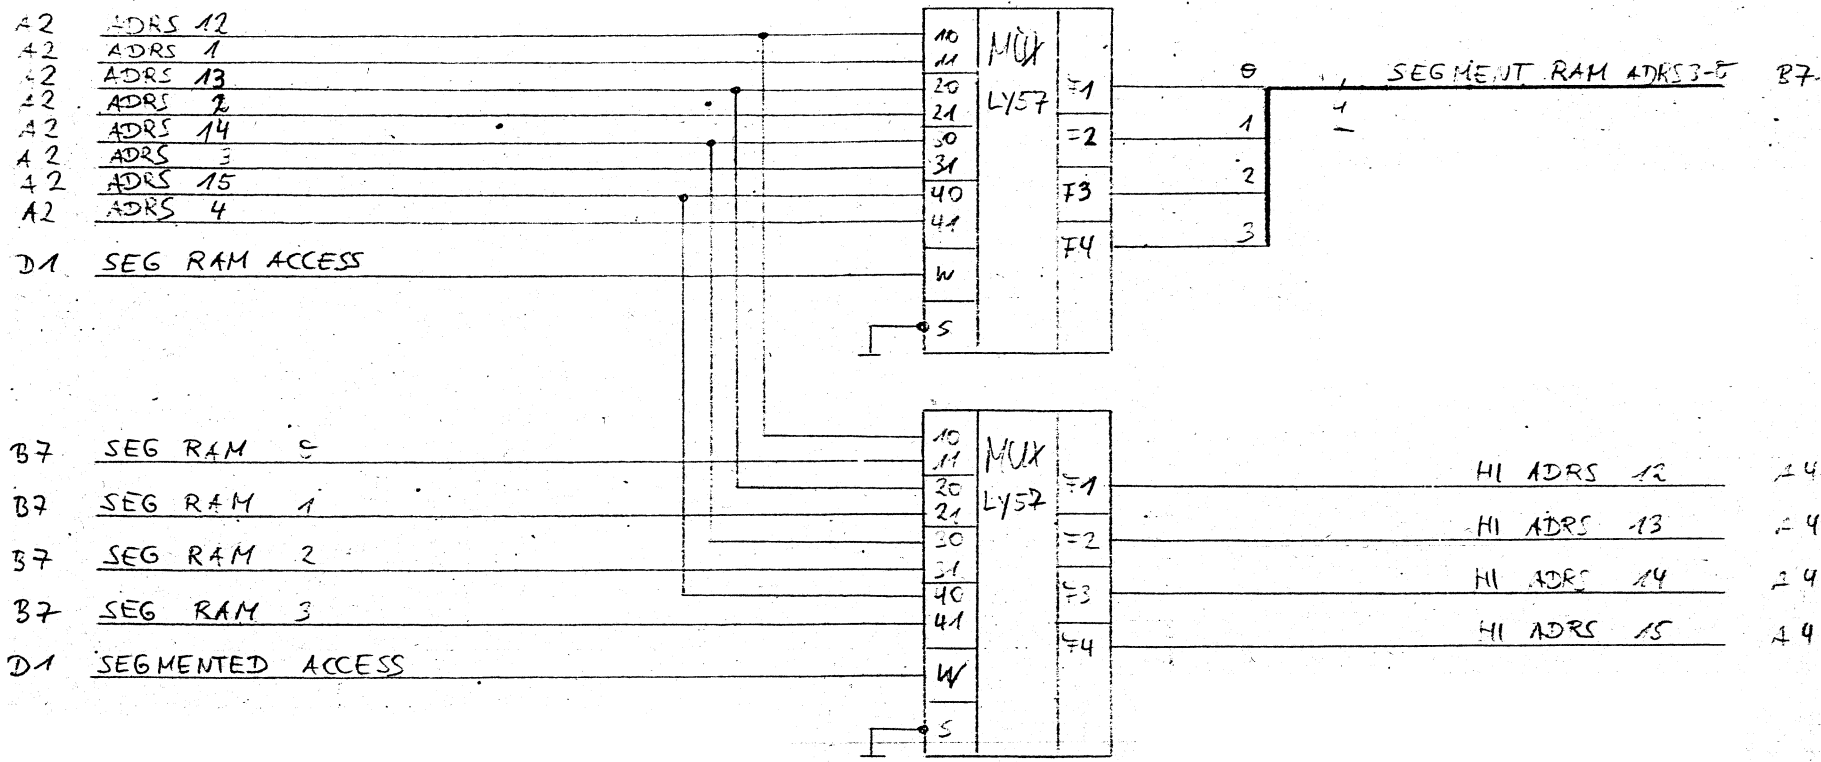 A2 ADRS 12
A2 ADRS 1
A2 ADRS 13
A2 ADRS 2
A2 ADRS 14
A2 ADRS 3
A2 ADRS 15
A2 ADRS 4
D1 SEG RAM ACCESS
10
11
20
21
30
31
40
41
W
S
MUX
LY57
F1
F2
F3
F4
0
1
2
3
SEGMENT RAM ADRS 3-0 B7
B7 SEG RAM 0
B7 SEG RAM 1
B7 SEG RAM 2
B7 SEG RAM 3
D1 SEGMENTED ACCESS
10
11
20
21
30
31
40
41
W
S
MUX
LY57
F1
F2
F3
F4
HI ADRS 12 A4
HI ADRS 13 A4
HI ADRS 14 A4
HI ADRS 15 A4